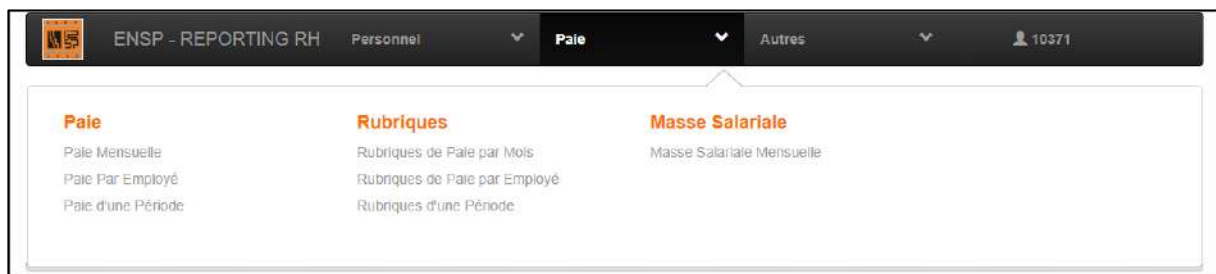 ENSP - REPORTING RH Personnel Paie Autres 10371
Paie Rubriques Masse Salariale
Paie Mensuelle Rubriques de Paie par Mois Masse Salariale Mensuelle
Paie Par Employé Rubriques de Paie par Employé
Paie d'une Période Rubriques d'une Période